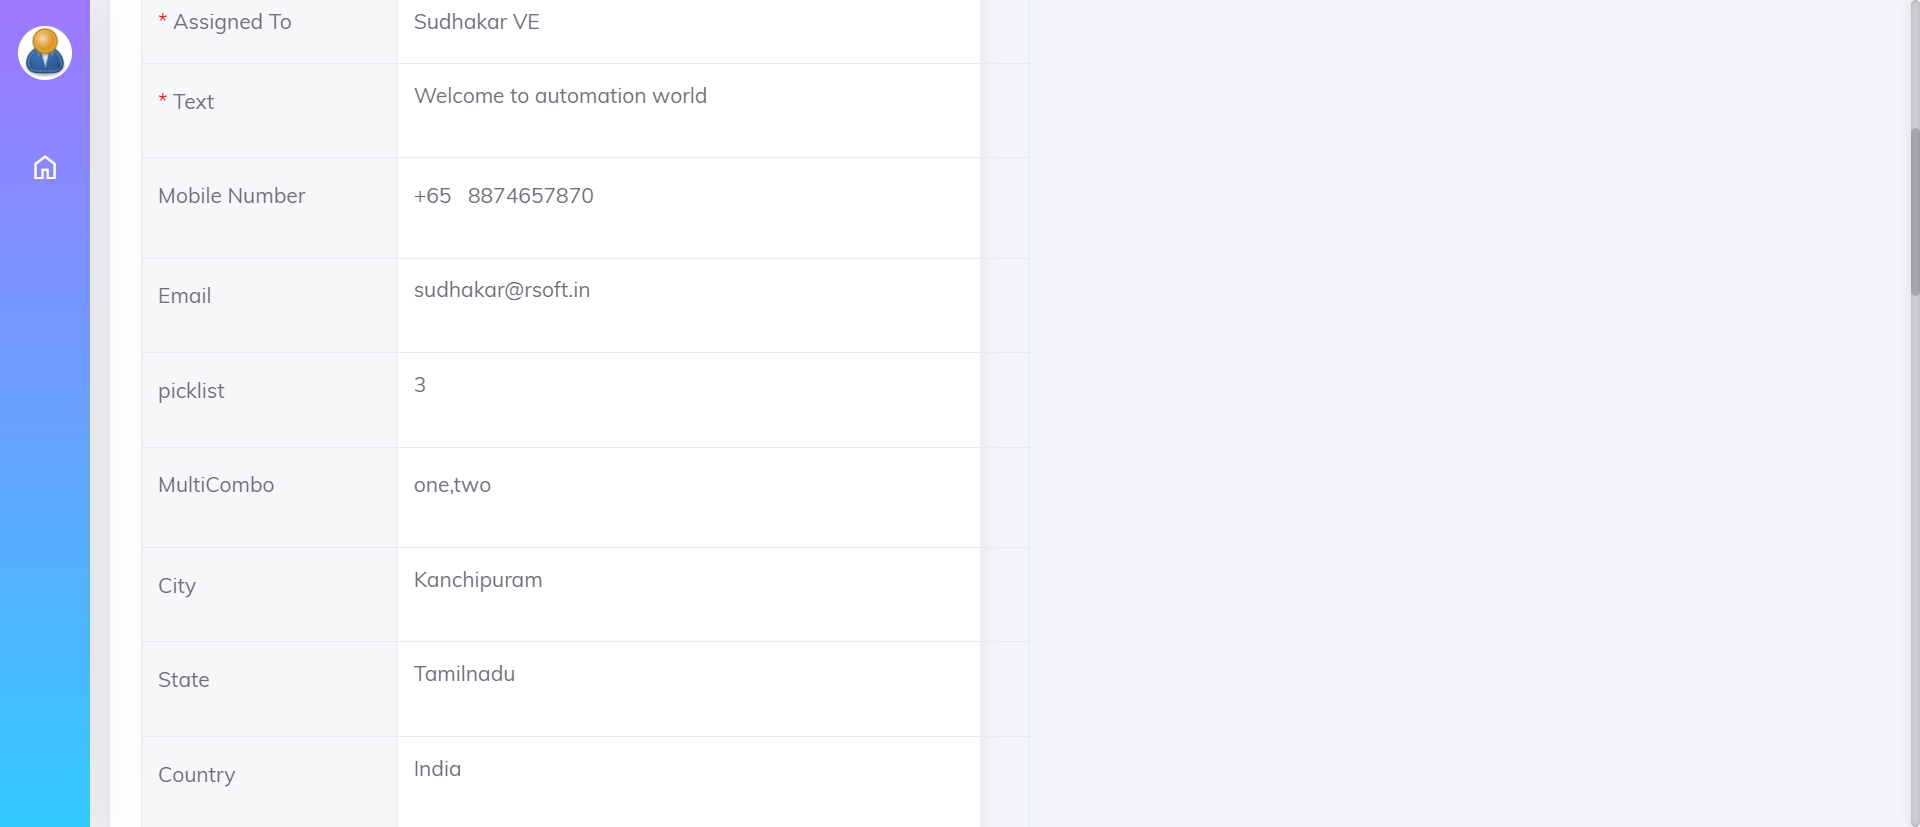 * Assigned To Sudhakar VE
* Text Welcome to automation world
Mobile Number +65 8874657870
Email sudhakar@rsoft.in
picklist 3
MultiCombo one,two
City Kanchipuram
State Tamilnadu
Country India